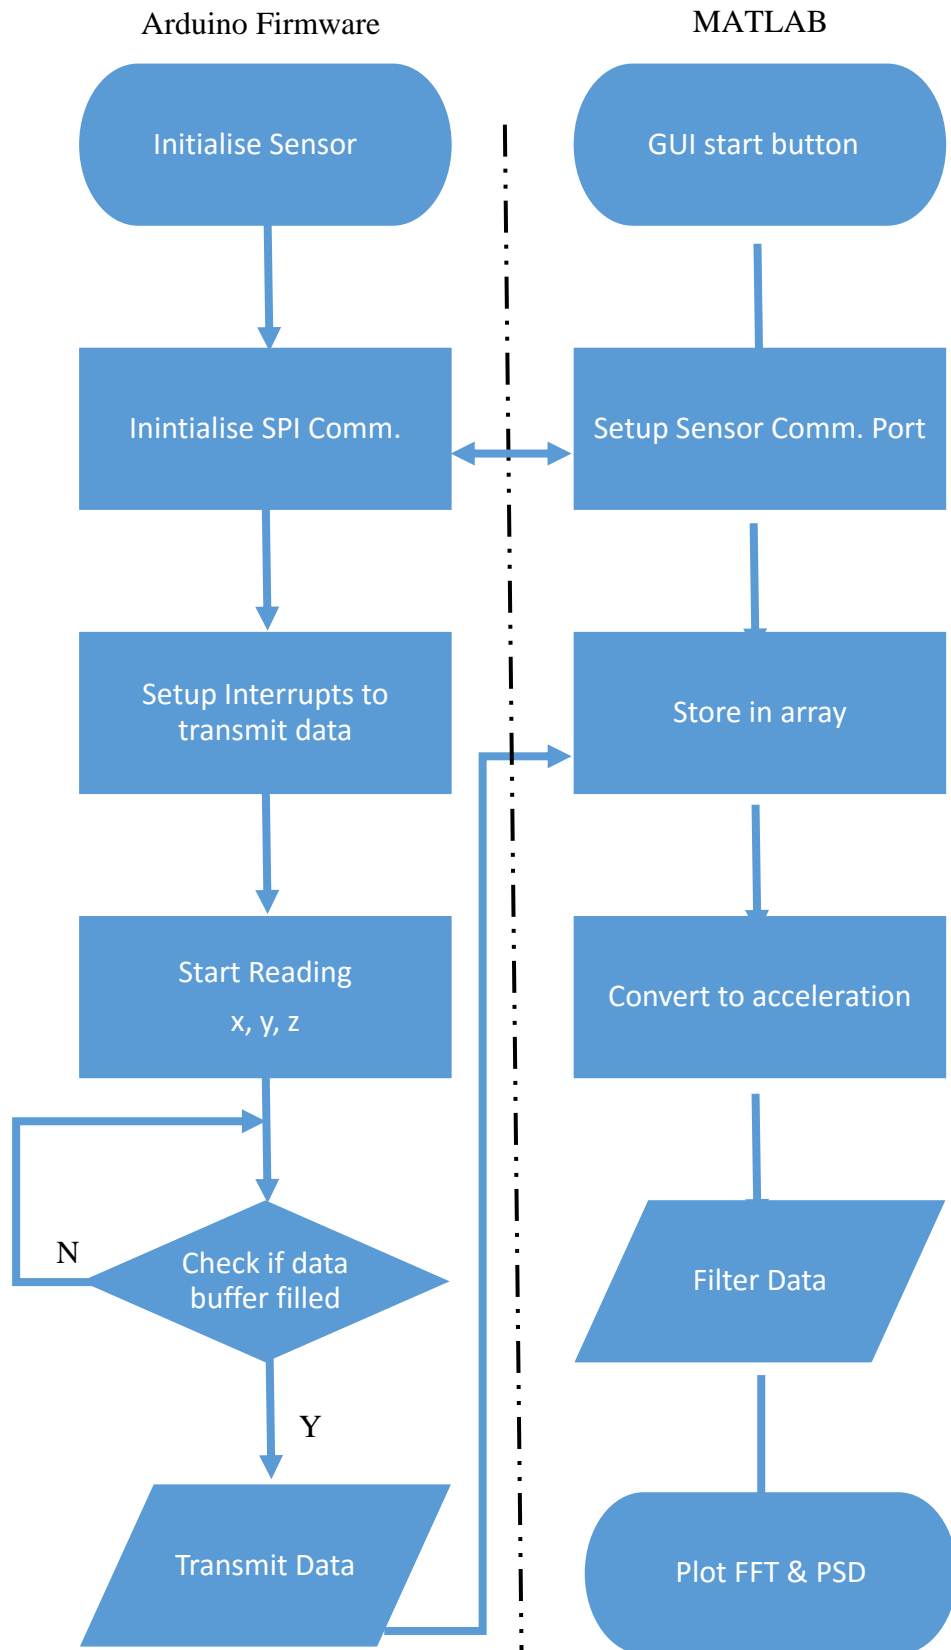 Arduino Firmware
Initialise Sensor
Inintialise SPI Comm.
Setup Interrupts to
transmit data
Start Reading
x, y, z
N
Check if data
buffer filled
Y
Transmit Data
MATLAB
GUI start button
Setup Sensor Comm. Port
Store in array
Convert to acceleration
Filter Data
Plot FFT & PSD